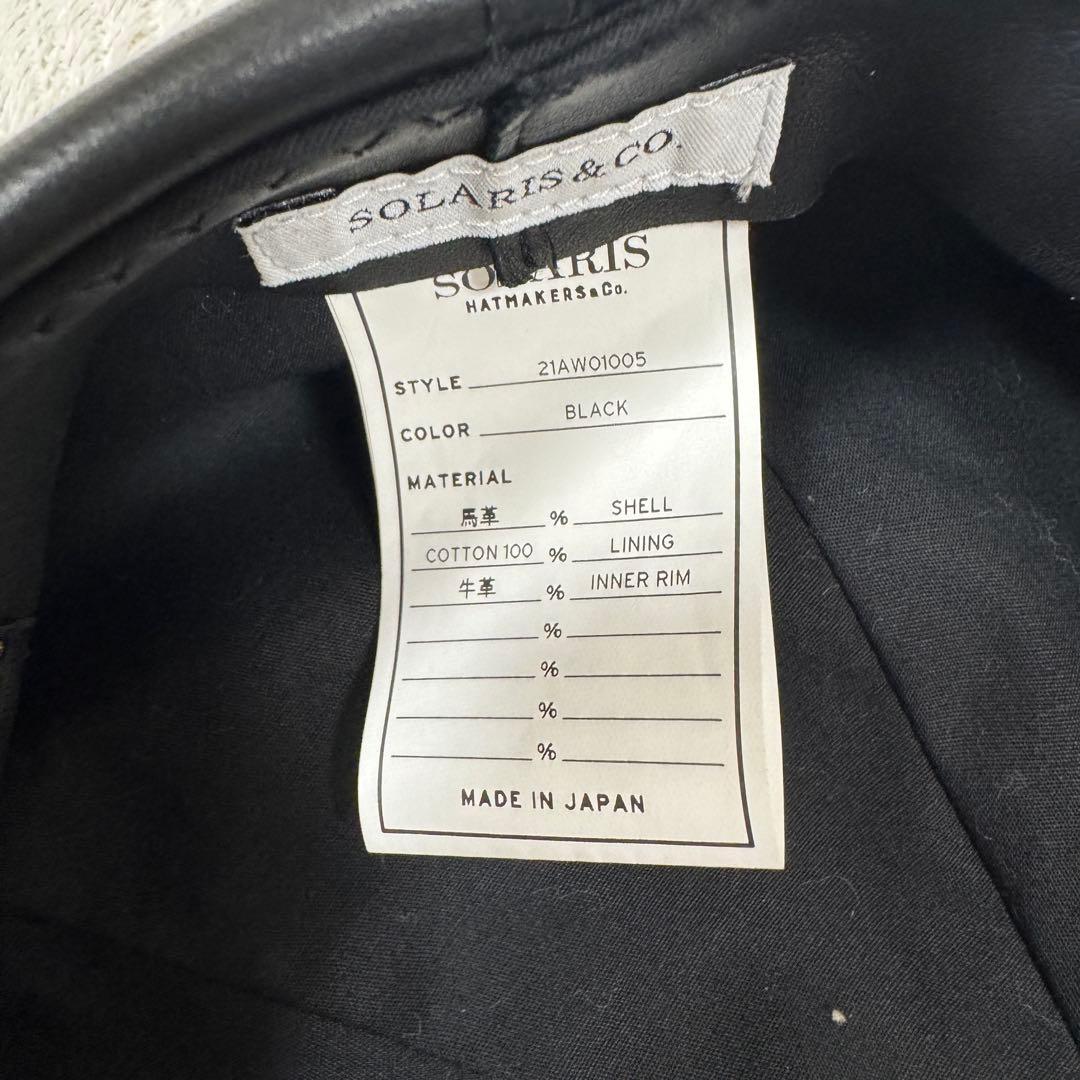 SOLARIS & CO.
SOLARIS
HATMAKERS & Co.
STYLE 21AW01005
COLOR BLACK
MATERIAL
馬革 % SHELL
COTTON 100 % LINING
牛革 % INNER RIM
%
%
%
%
MADE IN JAPAN